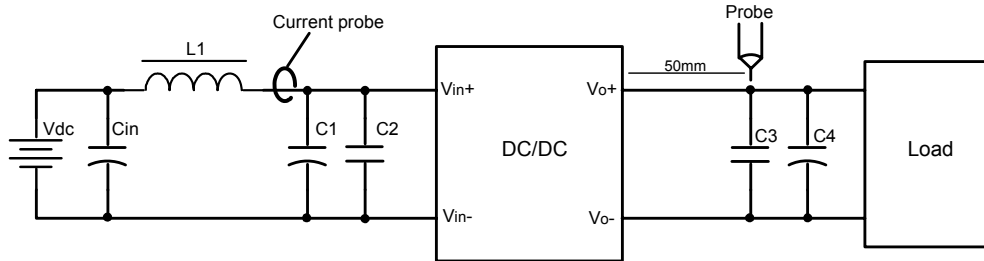 Current probe
Probe
L1
50mm
Vin+
Vo+
Vdc
Cin
C1
C2
DC/DC
C3
C4
Load
Vin-
Vo-